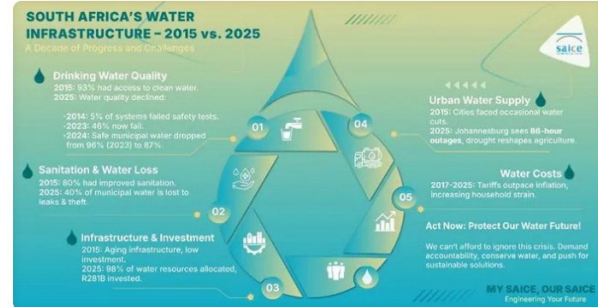 SOUTH AFRICA'S WATER
INFRASTRUCTURE – 2015 vs. 2025
A Decade of Progress and Challenges
saice
Drinking Water Quality
2015: 93% had access to clean water.
2025: Water quality declined:
-2014: 5% of systems failed safety tests.
-2023: 46% now fail.
-2024: Safe municipal water dropped
from 96% (2023) to 87%.
01
Sanitation & Water Loss
2015: 80% had improved sanitation.
2025: 40% of municipal water is lost to
leaks & theft.
02
Infrastructure & Investment
2015: Aging infrastructure, low
investment.
2025: 98% of water resources allocated,
R281B invested.
03
04
Urban Water Supply
2015: Cities faced occasional water
cuts.
2025: Johannesburg sees 86-hour
outages, drought reshapes agriculture.
05
Water Costs
2017-2025: Tariffs outpace inflation,
increasing household strain.
Act Now: Protect Our Water Future!
We can't afford to ignore this crisis. Demand
accountability, conserve water, and push for
sustainable solutions.
MY SAICE, OUR SAICE
Engineering Your Future